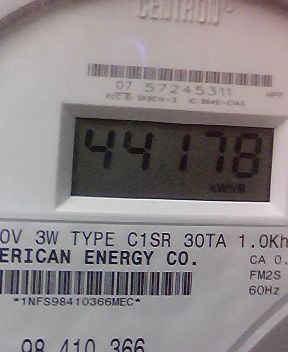 CENTRON®
07 57245311
44178
kWh
0V 3W TYPE C1SR 30TA 1.0Kh
ERICAN ENERGY CO.
CA 0.
FM2S
60Hz
*1NFS98410366MEC*
98 410 366